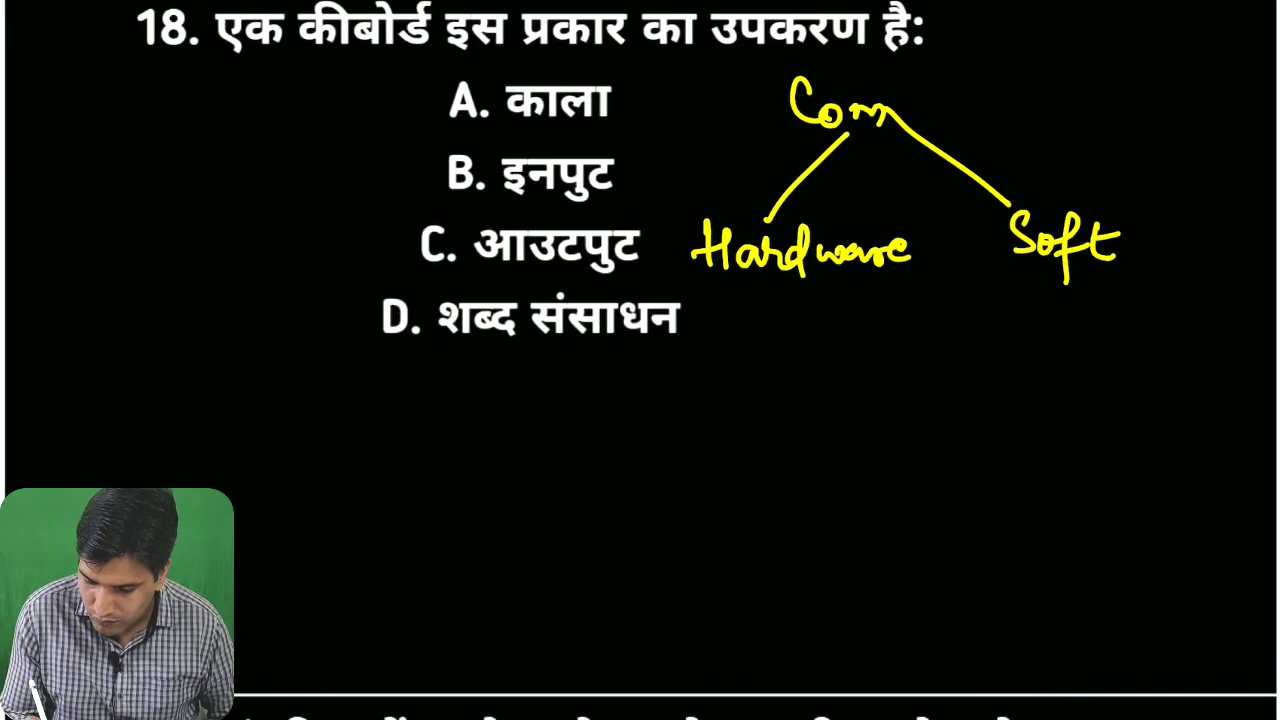 18. एक कीबोर्ड इस प्रकार का उपकरण है:
A. काला
B. इनपुट
C. आउटपुट
D. शब्द संसाधन
Com
Hardware
Soft